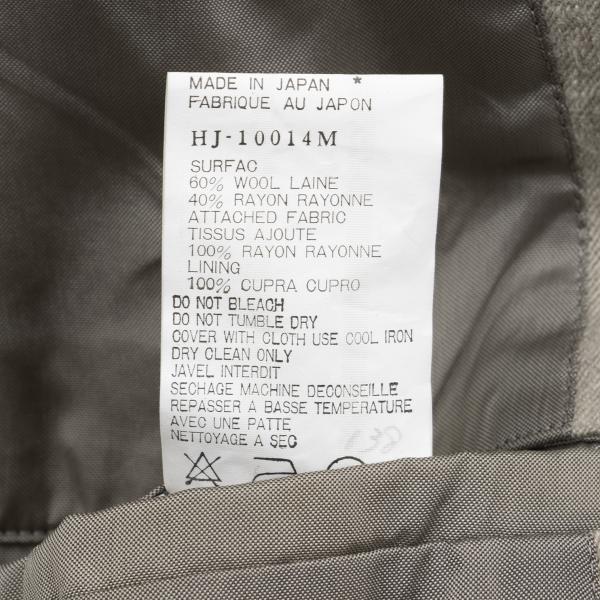 MADE IN JAPAN *
FABRIQUE AU JAPON
HJ-10014M
SURFAC
60% WOOL LAINE
40% RAYON RAYONNE
ATTACHED FABRIC
TISSUS AJOUTE
100% RAYON RAYONNE
LINING
100% CUPRA CUPRO
DO NOT BLEACH
DO NOT TUMBLE DRY
COVER WITH CLOTH USE COOL IRON
DRY CLEAN ONLY
JAVEL INTERDIT
SECHAGE MACHINE DECONSEILLE
REPASSER A BASSE TEMPERATURE
AVEC UNE PATTE
NETTOYAGE A SEC
138